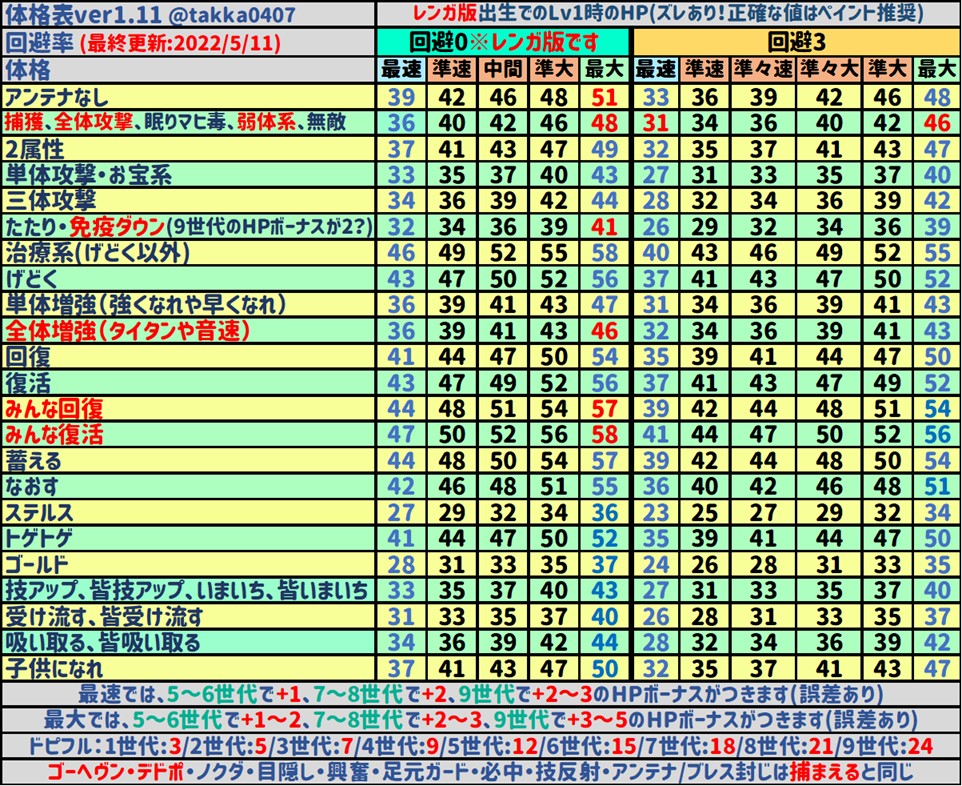 体格表ver1.11 @takka0407 レンガ版出生でのLv1時のHP(ズレあり!正確な値はペイント推奨)
回避率 (最終更新:2022/5/11) 回避0※レンガ版です 回避3
体格 最速 準速 中間 準大 最大 最速 準速 準々速 準々大 準大 最大
アンテナなし 39 42 46 48 51 33 36 39 42 46 48
捕獲、全体攻撃、眠りマヒ毒、弱体系、無敵 36 40 42 46 48 31 34 36 40 42 46
2属性 37 41 43 47 49 32 35 37 41 43 47
単体攻撃・お宝系 33 35 37 40 43 27 31 33 35 37 40
三体攻撃 34 36 39 42 44 28 32 34 36 39 42
たたり・免疫ダウン(9世代のHPボーナスが2?) 32 34 36 39 41 26 29 32 34 36 39
治療系(げどく以外) 46 49 52 55 58 40 43 46 49 52 55
げどく 43 47 50 52 56 37 41 43 47 50 52
単体増強(強くなれや早くなれ) 36 39 41 43 47 31 34 36 39 41 43
全体増強(タイタンや音速) 36 39 41 43 46 32 34 36 39 41 43
回復 41 44 47 50 54 35 39 41 44 47 50
復活 43 47 49 52 56 37 41 43 47 49 52
みんな回復 44 48 51 54 57 39 42 44 48 51 54
みんな復活 47 50 52 56 58 41 44 47 50 52 56
蓄える 44 48 50 54 57 39 42 44 48 50 54
なおす 42 46 48 51 55 36 40 42 46 48 51
ステルス 27 29 32 34 36 23 25 27 29 32 34
トゲトゲ 41 44 47 50 52 35 39 41 44 47 50
ゴールド 28 31 33 35 37 24 26 28 31 33 35
技アップ、皆技アップ、いまいち、皆いまいち 33 35 37 40 43 27 31 33 35 37 40
受け流す、皆受け流す 31 33 35 37 40 26 28 31 33 35 37
吸い取る、皆吸い取る 34 36 39 42 44 28 32 34 36 39 42
子供になれ 37 41 43 47 50 32 35 37 41 43 47
最速では、5～6世代で+1、7～8世代で+2、9世代で+2～3のHPボーナスがつきます(誤差あり)
最大では、5～6世代で+1～2、7～8世代で+2～3、9世代で+3～5のHPボーナスがつきます(誤差あり)
ドピフル:1世代:3/2世代:5/3世代:7/4世代:9/5世代:12/6世代:15/7世代:18/8世代:21/9世代:24
ゴーヘヴン・デドポ・ノクダ・目隠し・興奮・足元ガード・必中・技反射・アンテナ/ブレス封じは捕まえると同じ